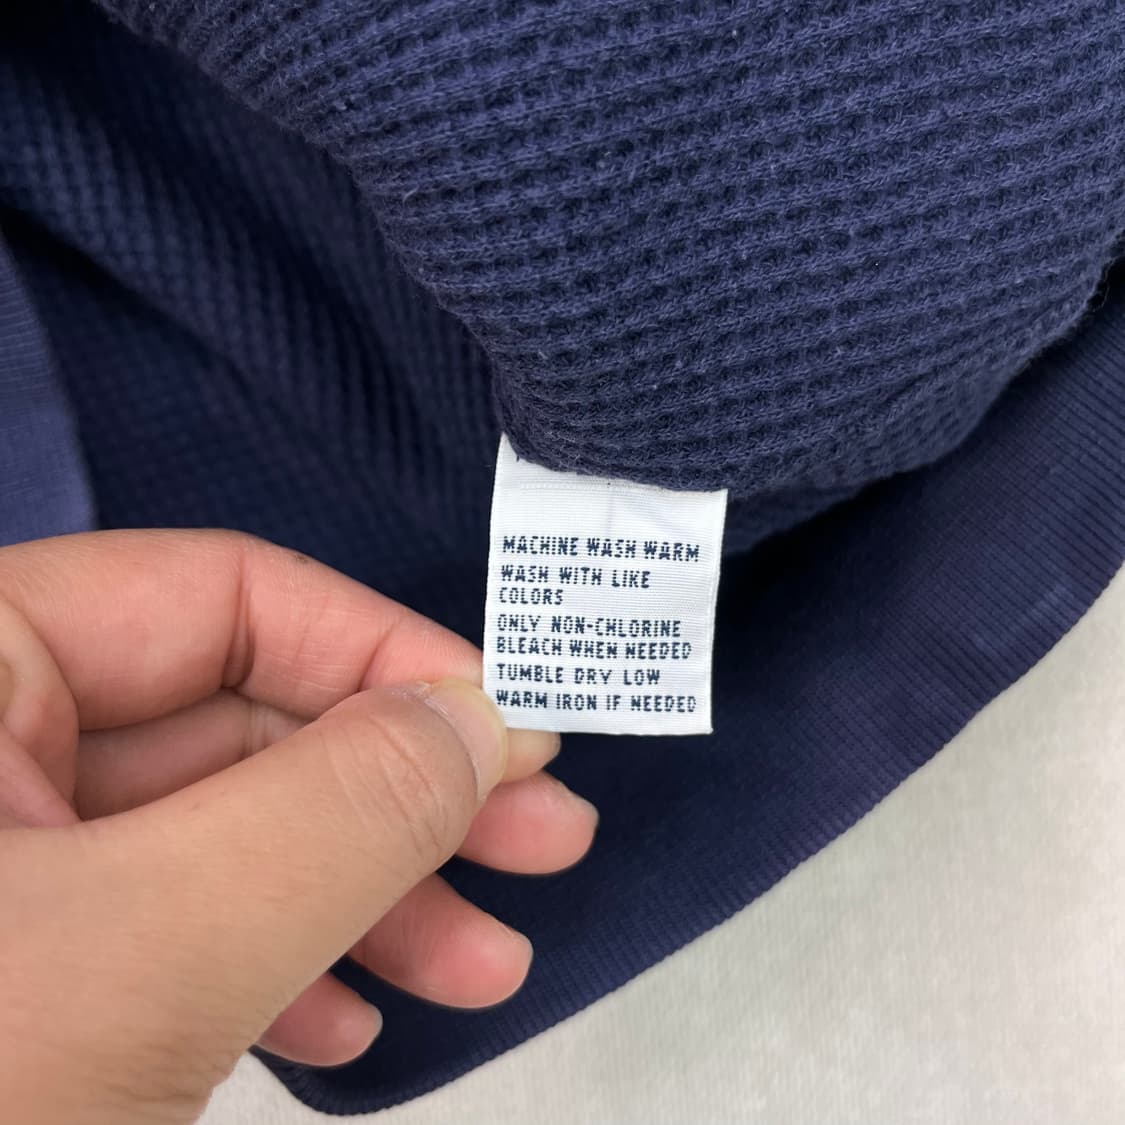 MACHINE WASH WARM
WASH WITH LIKE
COLORS
ONLY NON-CHLORINE
BLEACH WHEN NEEDED
TUMBLE DRY LOW
WARM IRON IF NEEDED